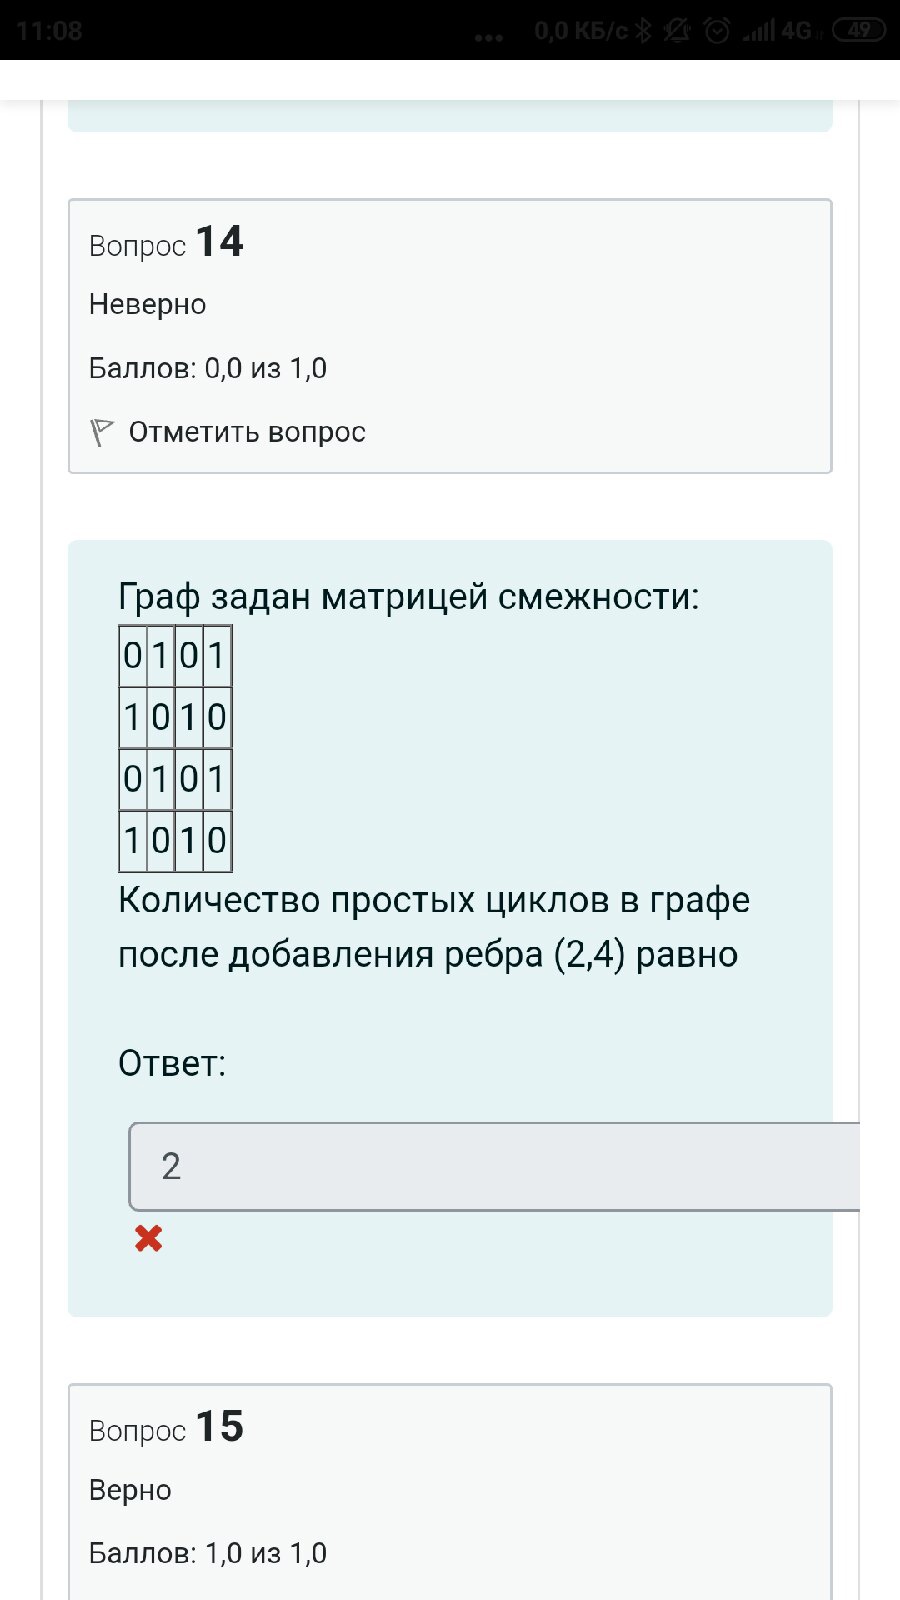 11:08 ... 0,0 КБ/с 4G 49
Вопрос 14
Неверно
Баллов: 0,0 из 1,0
Отметить вопрос
Граф задан матрицей смежности:
0 1 0 1
1 0 1 0
0 1 0 1
1 0 1 0
Количество простых циклов в графе
после добавления ребра (2,4) равно
Ответ:
2
Вопрос 15
Верно
Баллов: 1,0 из 1,0